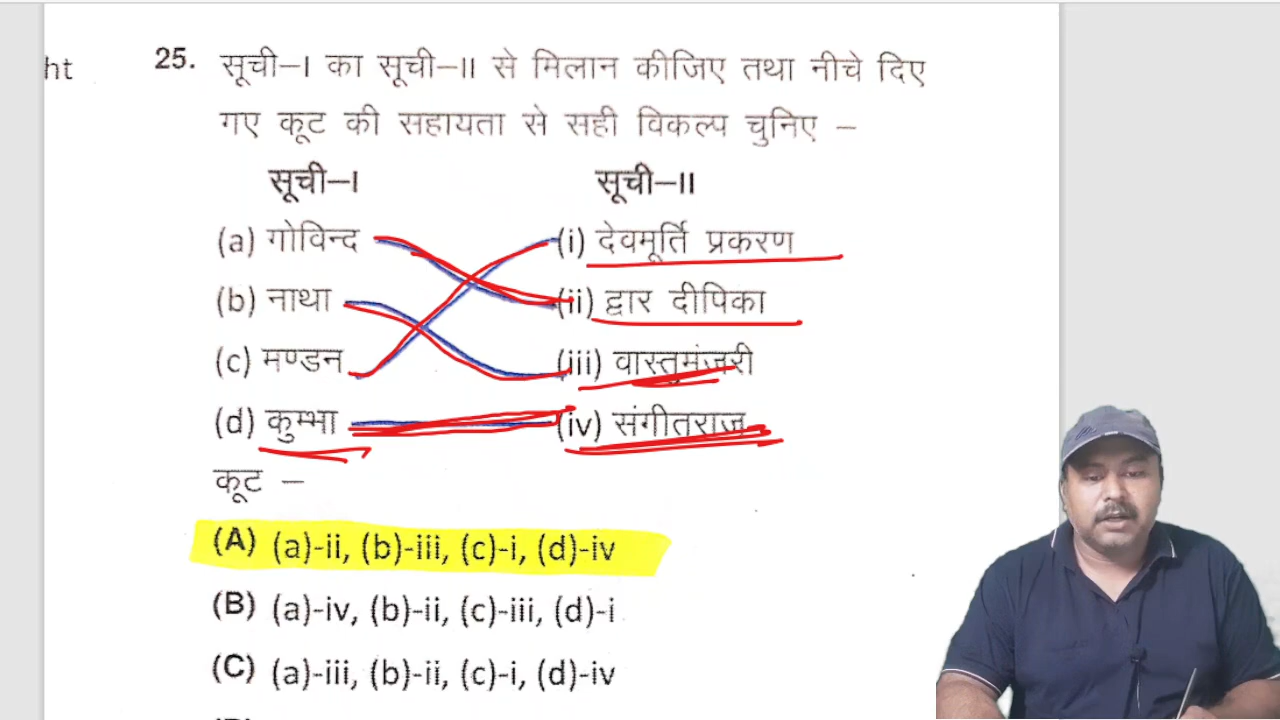 ht
25. सूची–I का सूची–II से मिलान कीजिए तथा नीचे दिए
गए कूट की सहायता से सही विकल्प चुनिए –
सूची–I सूची–II
(a) गोविन्द (i) देवमूर्ति प्रकरण
(b) नाथा (ii) द्वार दीपिका
(c) मण्डन (iii) वास्तुमंजरी
(d) कुम्भा (iv) संगीतराज
कूट –
(A) (a)-ii, (b)-iii, (c)-i, (d)-iv
(B) (a)-iv, (b)-ii, (c)-iii, (d)-i
(C) (a)-iii, (b)-ii, (c)-i, (d)-iv